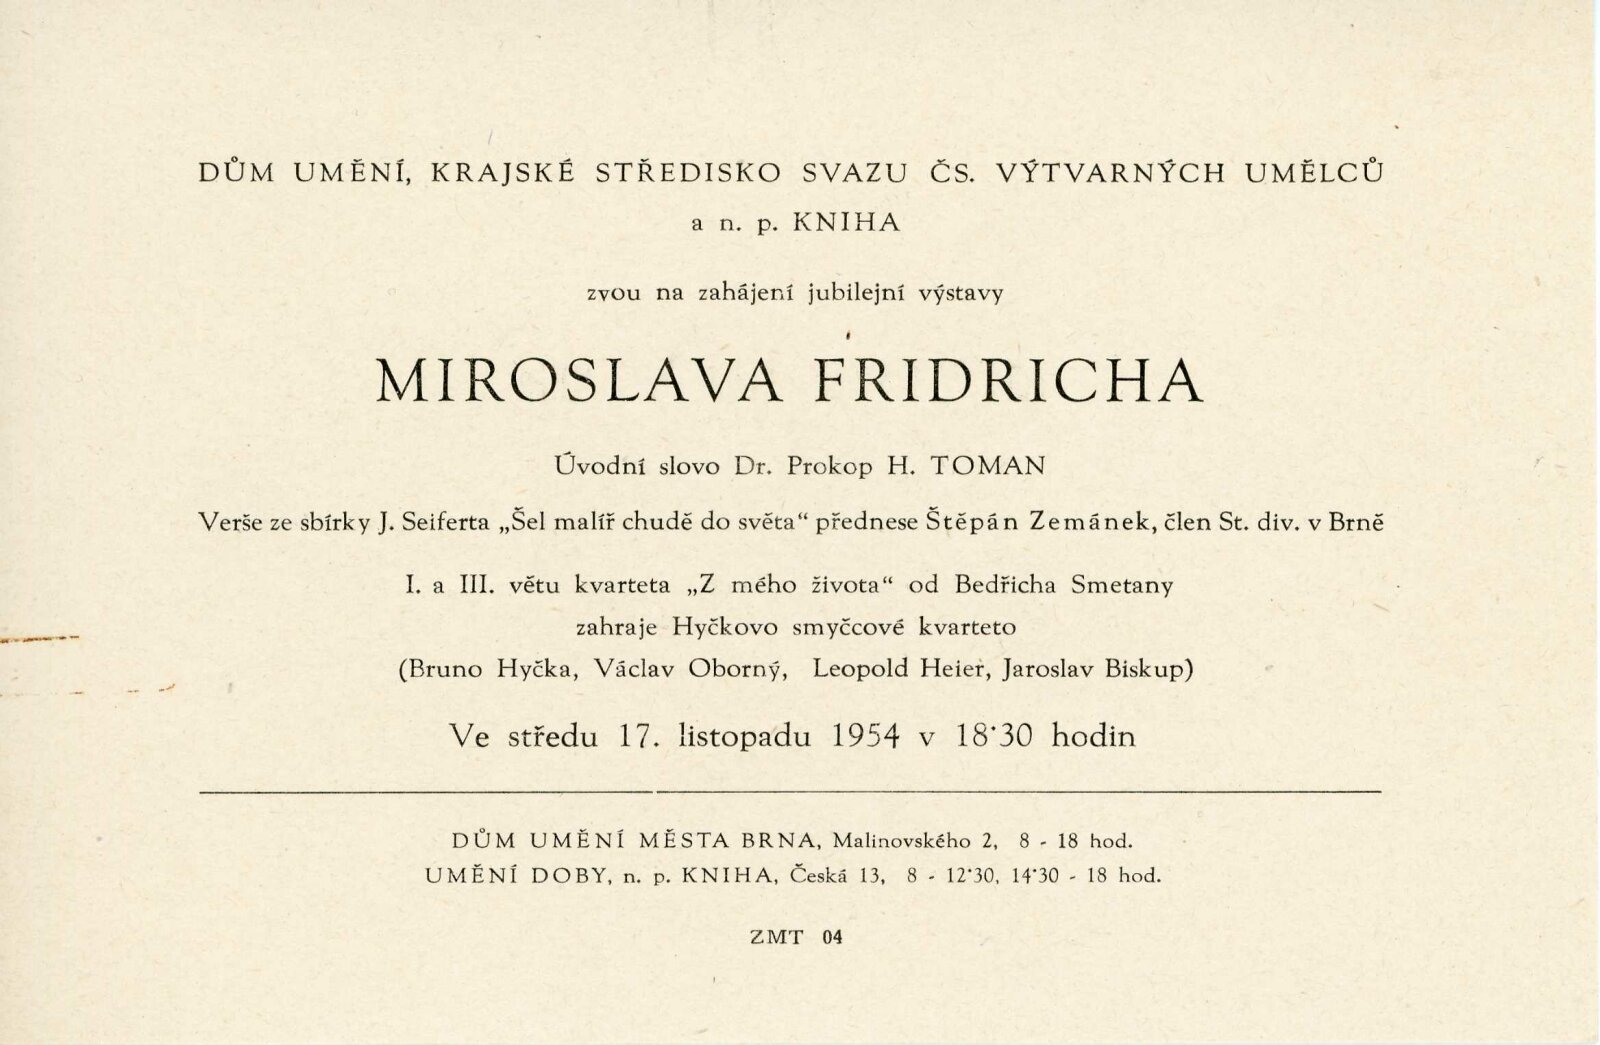 DŮM UMĚNÍ, KRAJSKÉ STŘEDISKO SVAZU ČS. VÝTVARNÝCH UMĚLCŮ
a n. p. KNIHA
zvou na zahájení jubilejní výstavy
MIROSLAVA FRIDRICHA
Úvodní slovo Dr. Prokop H. TOMAN
Verše ze sbírky J. Seiferta „Šel malíř chudě do světa“ přednese Štěpán Zemánek, člen St. div. v Brně
I. a III. větu kvarteta „Z mého života“ od Bedřicha Smetany
zahraje Hyčkovo smyčcové kvarteto
(Bruno Hyčka, Václav Oborný, Leopold Heier, Jaroslav Biskup)
Ve středu 17. listopadu 1954 v 18·30 hodin
DŮM UMĚNÍ MĚSTA BRNA, Malinovského 2, 8 - 18 hod.
UMĚNÍ DOBY, n. p. KNIHA, Česká 13, 8 - 12·30, 14·30 - 18 hod.
ZMT 04